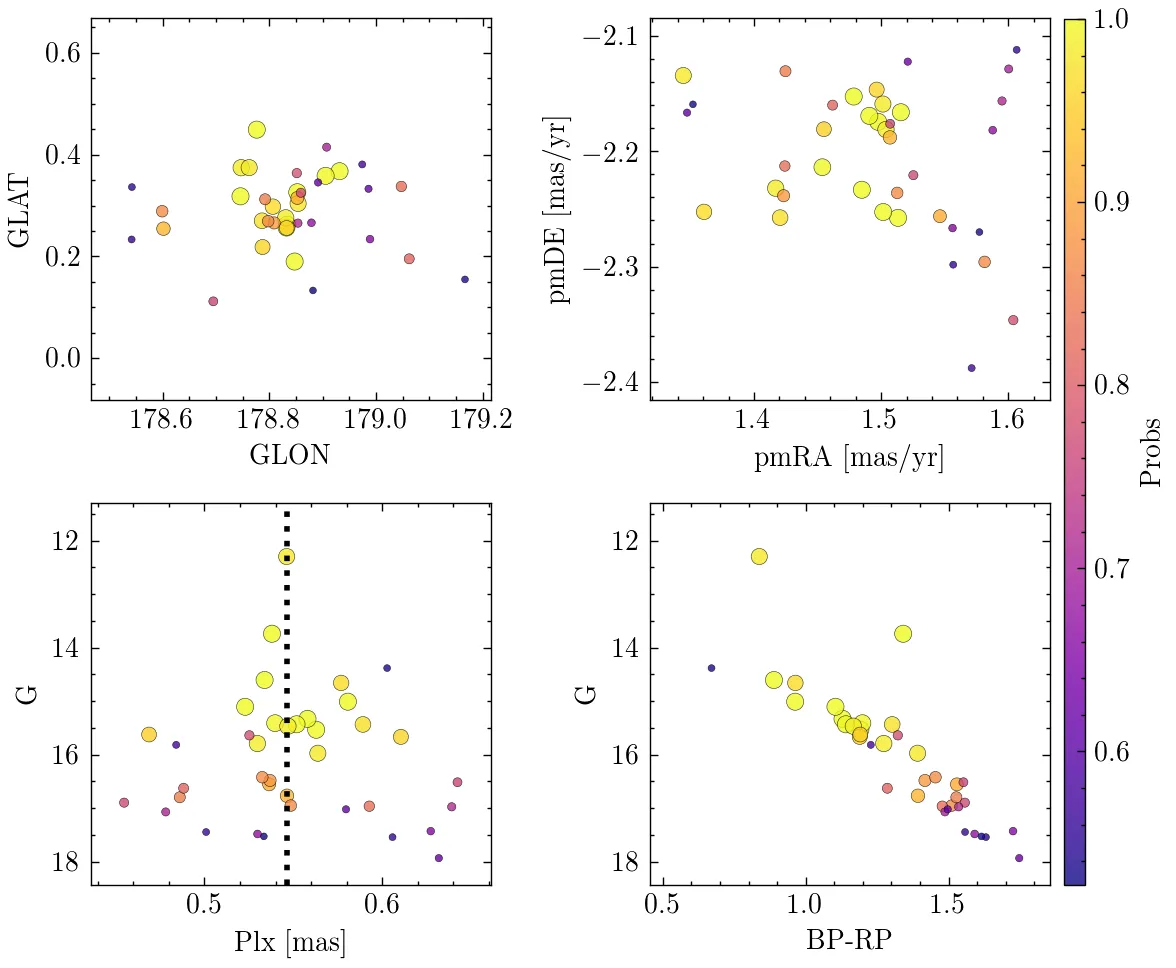 0.6
0.4
0.2
0.0
GLAT
178.6 178.8 179.0 179.2
GLON
−2.1
−2.2
−2.3
−2.4
pmDE [mas/yr]
1.4 1.5 1.6
pmRA [mas/yr]
12
14
16
18
G
0.5 0.6
Plx [mas]
12
14
16
18
G
0.5 1.0 1.5
BP-RP
1.0
0.9
0.8
0.7
0.6
Probs